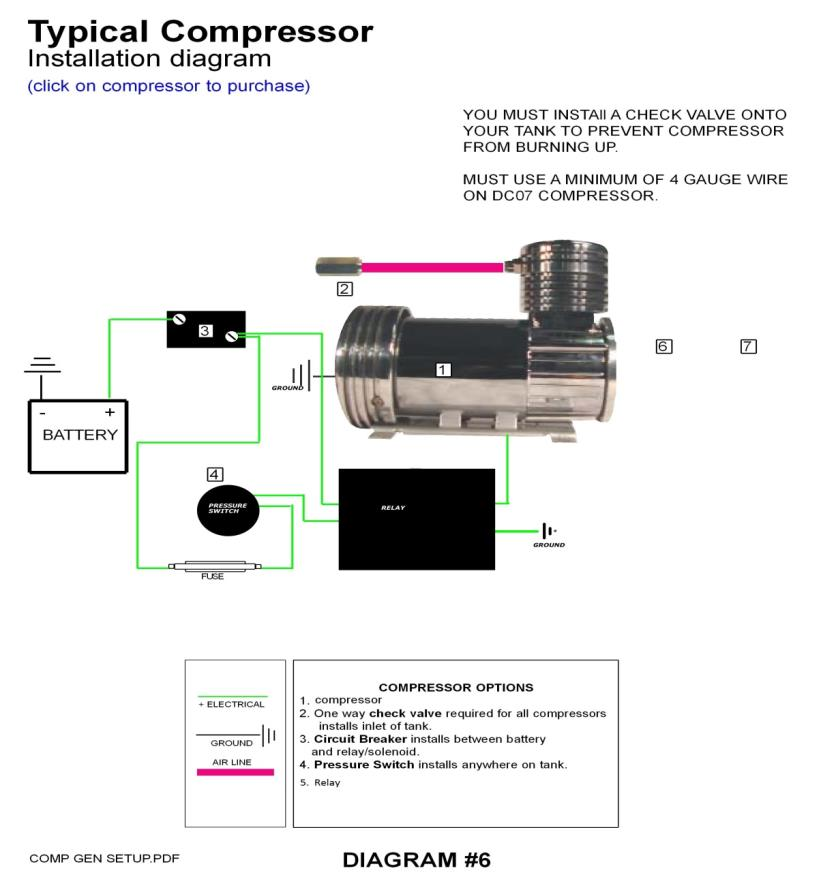 Typical Compressor
Installation diagram
(click on compressor to purchase)
YOU MUST INSTAll A CHECK VALVE ONTO
YOUR TANK TO PREVENT COMPRESSOR
FROM BURNING UP.
MUST USE A MINIMUM OF 4 GAUGE WIRE
ON DC07 COMPRESSOR.
2
3
6
7
1
GROUND
- +
BATTERY
4
PRESSURE
SWITCH
RELAY
GROUND
FUSE
+ ELECTRICAL
GROUND
AIR LINE
COMPRESSOR OPTIONS
1. compressor
2. One way check valve required for all compressors
installs inlet of tank.
3. Circuit Breaker installs between battery
and relay/solenoid.
4. Pressure Switch installs anywhere on tank.
5. Relay
COMP GEN SETUP.PDF
DIAGRAM #6